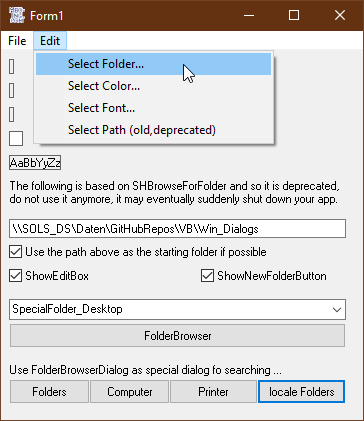 Form1
File Edit
Select Folder...
Select Color...
Select Font...
Select Path (old,deprecated)
AaBbYyZz
The following is based on SHBrowseForFolder and so it is deprecated,
do not use it anymore, it may eventually suddenly shut down your app.
\\SOLS_DS\Daten\GitHubRepos\VB\Win_Dialogs
Use the path above as the starting folder if possible
ShowEditBox ShowNewFolderButton
SpecialFolder_Desktop
FolderBrowser
Use FolderBrowserDialog as special dialog fo searching ...
Folders Computer Printer locale Folders